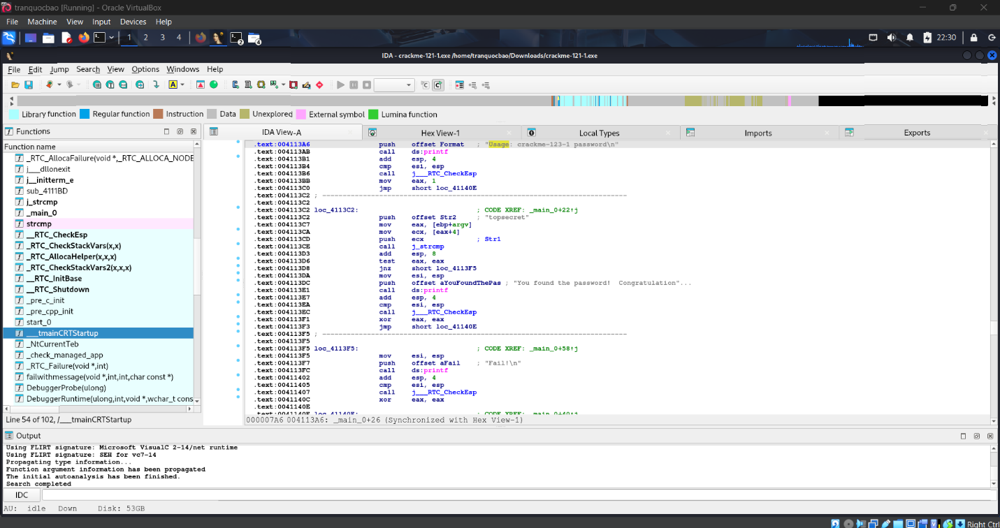 tranquocbao [Running] - Oracle VirtualBox
File Machine View Input Devices Help
1 2 3 4 2 4 22:30
IDA - crackme-121-1.exe /home/tranquocbao/Downloads/crackme-121-1.exe
File Edit Jump Search View Options Windows Help
Library function Regular function Instruction Data Unexplored External symbol Lumina function
Functions
IDA View-A Hex View-1 Local Types Imports Exports
Function name
_RTC_AllocaFailure(void *,_RTC_ALLOCA_NODE
j___dllonexit
j__initterm_e
sub_4111BD
j_strcmp
_main_0
strcmp
__RTC_CheckEsp
_RTC_CheckStackVars(x,x)
_RTC_AllocaHelper(x,x,x)
_RTC_CheckStackVars2(x,x,x)
__RTC_InitBase
__RTC_Shutdown
_pre_c_init
_pre_cpp_init
start_0
___tmainCRTStartup
_NtCurrentTeb
_check_managed_app
_RTC_Failure(void *,int)
failwithmessage(void *,int,int,char const *)
DebuggerProbe(ulong)
DebuggerRuntime(ulong,int,void *,wchar_t cons
Line 54 of 102, /___tmainCRTStartup
.text:004113A6 push offset Format ; "Usage: crackme-123-1 password\n"
.text:004113AB call ds:printf
.text:004113B1 add esp, 4
.text:004113B4 cmp esi, esp
.text:004113B6 call j___RTC_CheckEsp
.text:004113BB mov eax, 1
.text:004113C0 jmp short loc_41140E
.text:004113C2 ; ---------------------------------------------------------------------------
.text:004113C2
.text:004113C2 loc_4113C2: ; CODE XREF: _main_0+22↑j
.text:004113C2 push offset Str2 ; "topsecret"
.text:004113C7 mov eax, [ebp+argv]
.text:004113CA mov ecx, [eax+4]
.text:004113CD push ecx ; Str1
.text:004113CE call j_strcmp
.text:004113D3 add esp, 8
.text:004113D6 test eax, eax
.text:004113D8 jnz short loc_4113F5
.text:004113DA mov esi, esp
.text:004113DC push offset aYouFoundThePas ; "You found the password!  Congratulation"...
.text:004113E1 call ds:printf
.text:004113E7 add esp, 4
.text:004113EA cmp esi, esp
.text:004113EC call j___RTC_CheckEsp
.text:004113F1 xor eax, eax
.text:004113F3 jmp short loc_41140E
.text:004113F5 ; ---------------------------------------------------------------------------
.text:004113F5
.text:004113F5 loc_4113F5: ; CODE XREF: _main_0+58↑j
.text:004113F5 mov esi, esp
.text:004113F7 push offset aFail ; "Fail!\n"
.text:004113FC call ds:printf
.text:00411402 add esp, 4
.text:00411405 cmp esi, esp
.text:00411407 call j___RTC_CheckEsp
.text:0041140C xor eax, eax
.text:0041140E
.text:0041140E loc_41140E: ; CODE XREF: _main_0+40↑j
000007A6 004113A6: _main_0+26 (Synchronized with Hex View-1)
Output
Using FLIRT signature: Microsoft VisualC 2-14/net runtime
Using FLIRT signature: SEH for vc7-14
Propagating type information...
Function argument information has been propagated
The initial autoanalysis has been finished.
Search completed
IDC
AU: idle Down Disk: 53GB
Right Ctrl